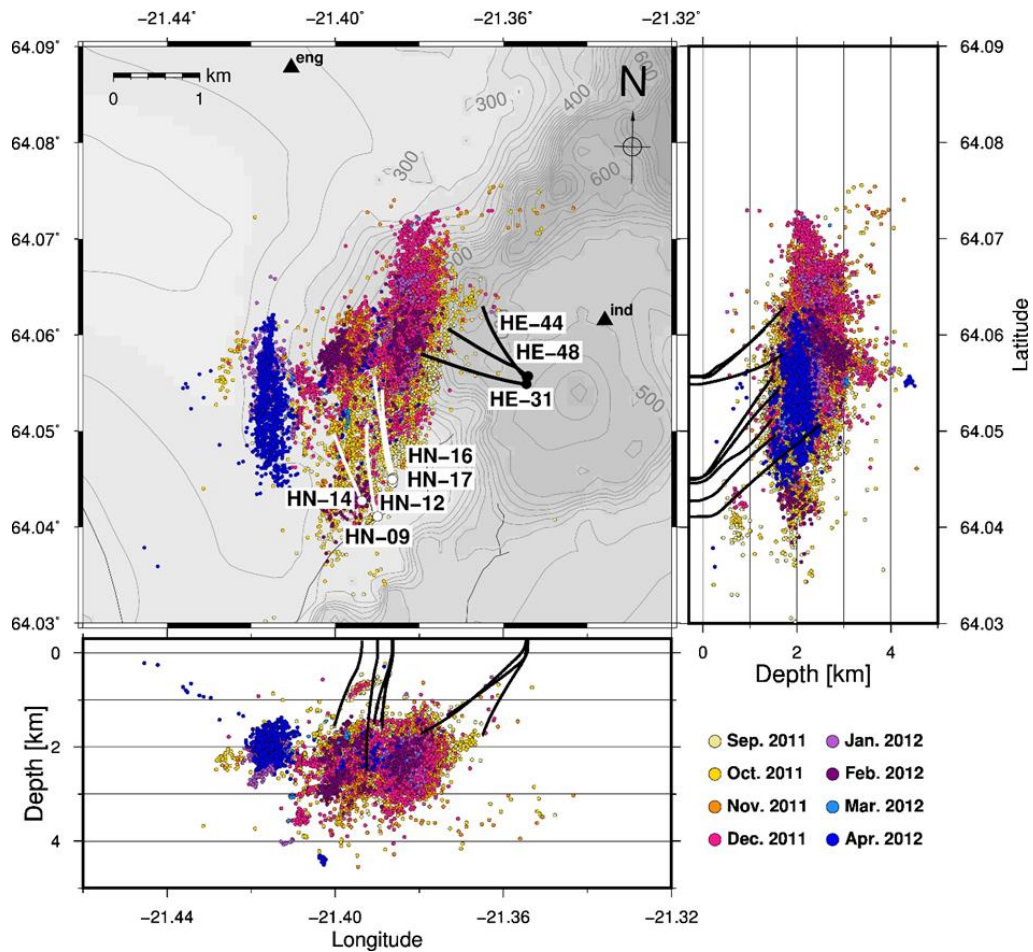 −21.44˚ −21.40˚ −21.36˚ −21.32˚
64.09˚ 64.09
eng
km
0 1
N
300
400
600
300
600
500
500
64.08˚ 64.08
64.07˚ 64.07
64.06˚ 64.06
64.05˚ 64.05
64.04˚ 64.04
64.03˚ 64.03
ind
HE−44
HE−48
HE−31
HN−16
HN−17
HN−14
HN−12
HN−09
Latitude
0 2 4
Depth [km]
0
2
4
Depth [km]
−21.44 −21.40 −21.36 −21.32
Longitude
Sep. 2011 Jan. 2012
Oct. 2011 Feb. 2012
Nov. 2011 Mar. 2012
Dec. 2011 Apr. 2012